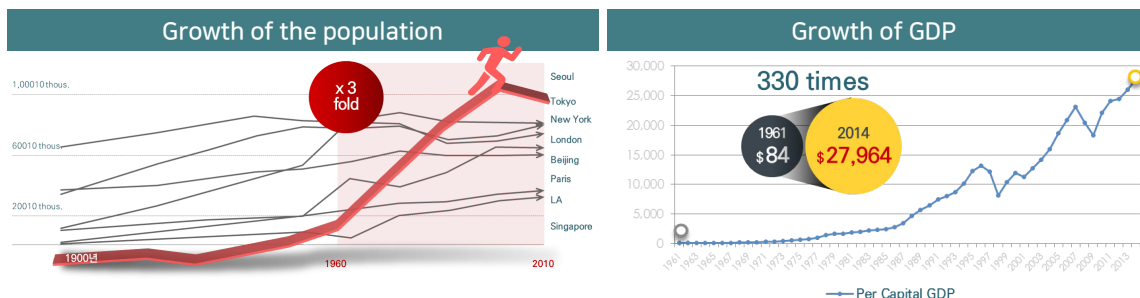 Growth of the population
x 3
fold
1,00010 thous.
60010 thous.
20010 thous.
Seoul
Tokyo
New York
London
Beijing
Paris
LA
Singapore
1900년
1960
2010
Growth of GDP
30,000
25,000
20,000
15,000
10,000
5,000
0
330 times
1961
$84
2014
$27,964
1961 1963 1965 1967 1969 1971 1973 1975 1977 1979 1981 1983 1985 1987 1989 1991 1993 1995 1997 1999 2001 2003 2005 2007 2009 2011 2013
Per Capital GDP